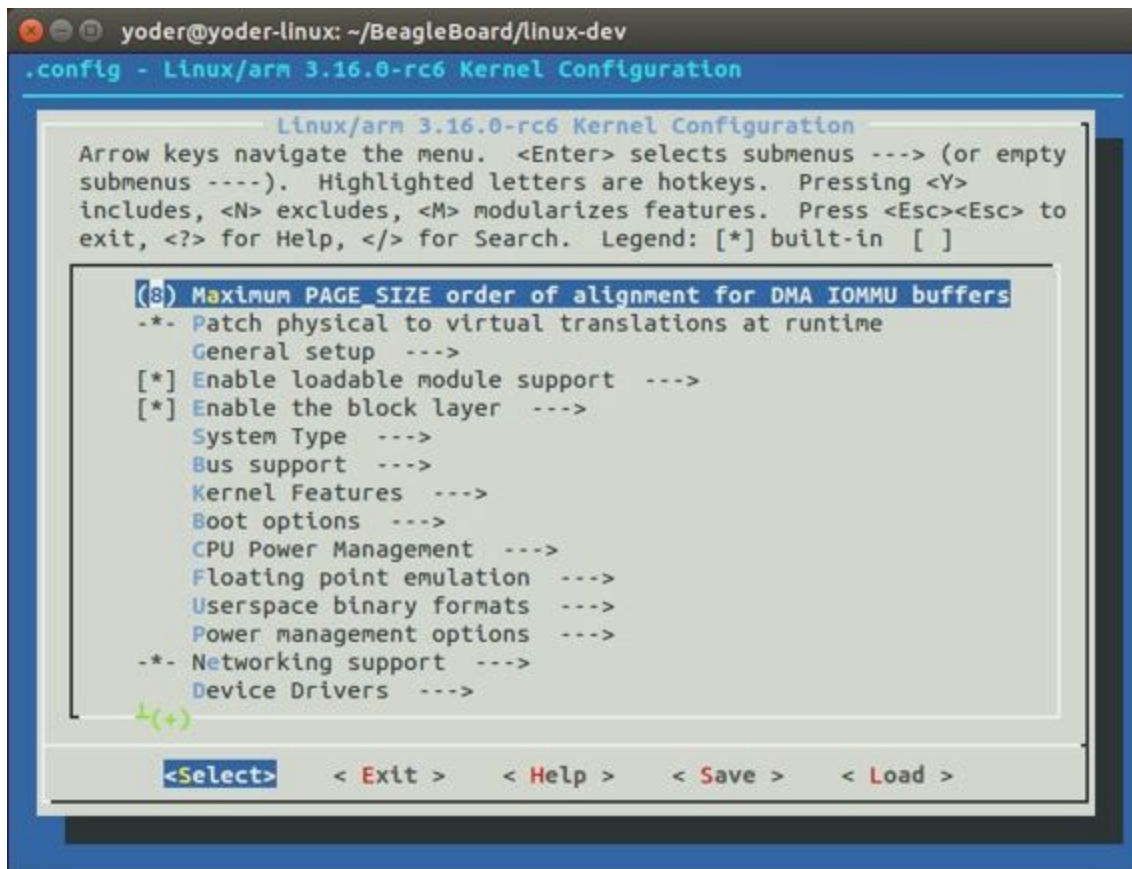 yoder@yoder-linux: ~/BeagleBoard/linux-dev
.config - Linux/arm 3.16.0-rc6 Kernel Configuration
Linux/arm 3.16.0-rc6 Kernel Configuration
Arrow keys navigate the menu.  <Enter> selects submenus ---> (or empty
submenus ----).  Highlighted letters are hotkeys.  Pressing <Y>
includes, <N> excludes, <M> modularizes features.  Press <Esc><Esc> to
exit, <?> for Help, </> for Search.  Legend: [*] built-in  [ ]
(8) Maximum PAGE_SIZE order of alignment for DMA IOMMU buffers
-*- Patch physical to virtual translations at runtime
General setup  --->
[*] Enable loadable module support  --->
[*] Enable the block layer  --->
System Type  --->
Bus support  --->
Kernel Features  --->
Boot options  --->
CPU Power Management  --->
Floating point emulation  --->
Userspace binary formats  --->
Power management options  --->
-*- Networking support  --->
Device Drivers  --->
┴(+)
<Select>    < Exit >    < Help >    < Save >    < Load >